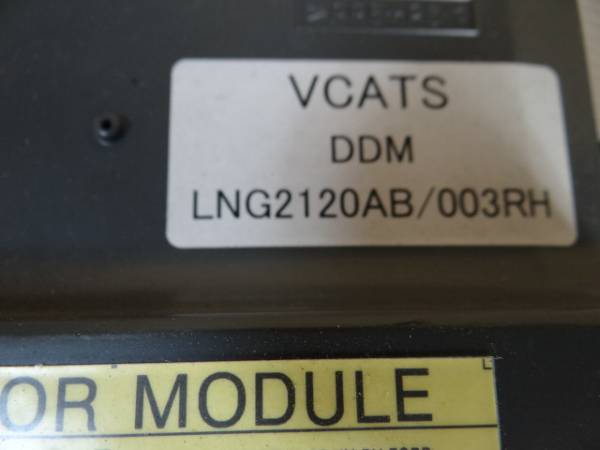 VCATS
DDM
LNG2120AB/003RH
OR MODULE